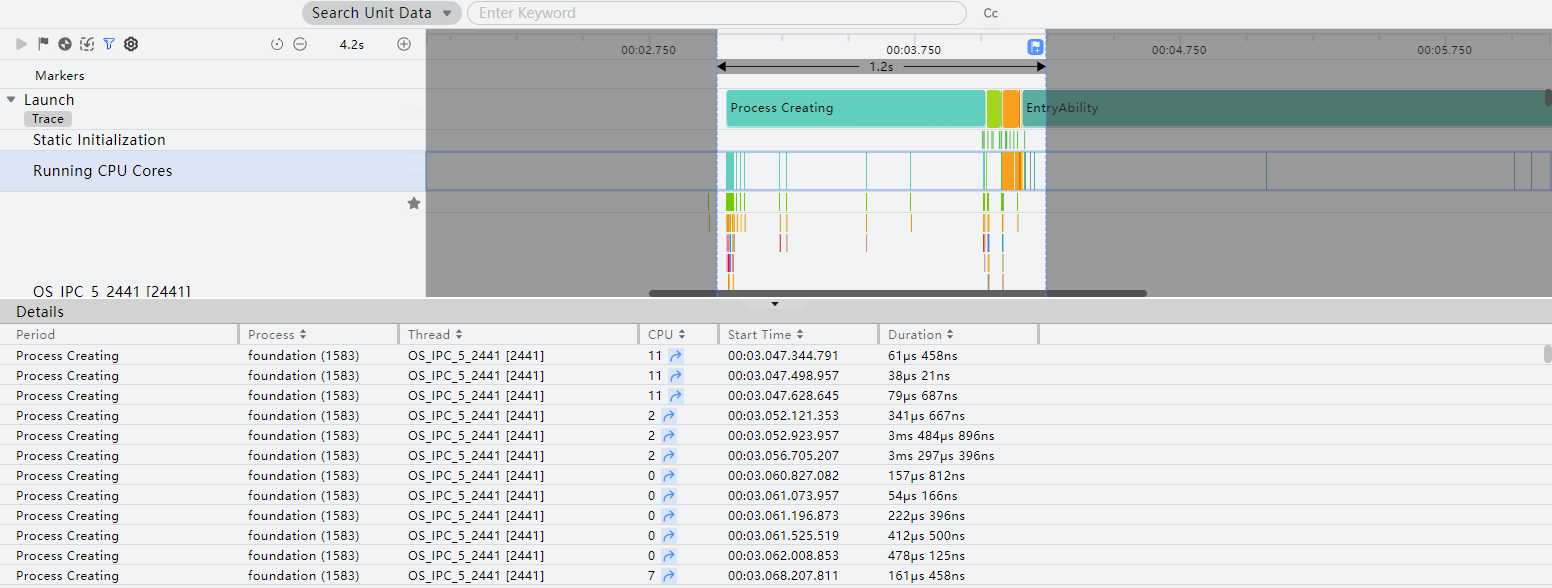 Search Unit Data Enter Keyword Cc
4.2s 00:02.750 00:03.750 00:04.750 00:05.750
Markers 1.2s
Launch Process Creating EntryAbility
Trace
Static Initialization
Running CPU Cores
OS_IPC_5_2441 [2441]
Details
Period Process Thread CPU Start Time Duration
Process Creating foundation (1583) OS_IPC_5_2441 [2441] 11 00:03.047.344.791 61μs 458ns
Process Creating foundation (1583) OS_IPC_5_2441 [2441] 11 00:03.047.498.957 38μs 21ns
Process Creating foundation (1583) OS_IPC_5_2441 [2441] 11 00:03.047.628.645 79μs 687ns
Process Creating foundation (1583) OS_IPC_5_2441 [2441] 2 00:03.052.121.353 341μs 667ns
Process Creating foundation (1583) OS_IPC_5_2441 [2441] 2 00:03.052.923.957 3ms 484μs 896ns
Process Creating foundation (1583) OS_IPC_5_2441 [2441] 2 00:03.056.705.207 3ms 297μs 396ns
Process Creating foundation (1583) OS_IPC_5_2441 [2441] 0 00:03.060.827.082 157μs 812ns
Process Creating foundation (1583) OS_IPC_5_2441 [2441] 0 00:03.061.073.957 54μs 166ns
Process Creating foundation (1583) OS_IPC_5_2441 [2441] 0 00:03.061.196.873 222μs 396ns
Process Creating foundation (1583) OS_IPC_5_2441 [2441] 0 00:03.061.525.519 412μs 500ns
Process Creating foundation (1583) OS_IPC_5_2441 [2441] 0 00:03.062.008.853 478μs 125ns
Process Creating foundation (1583) OS_IPC_5_2441 [2441] 7 00:03.068.207.811 161μs 458ns